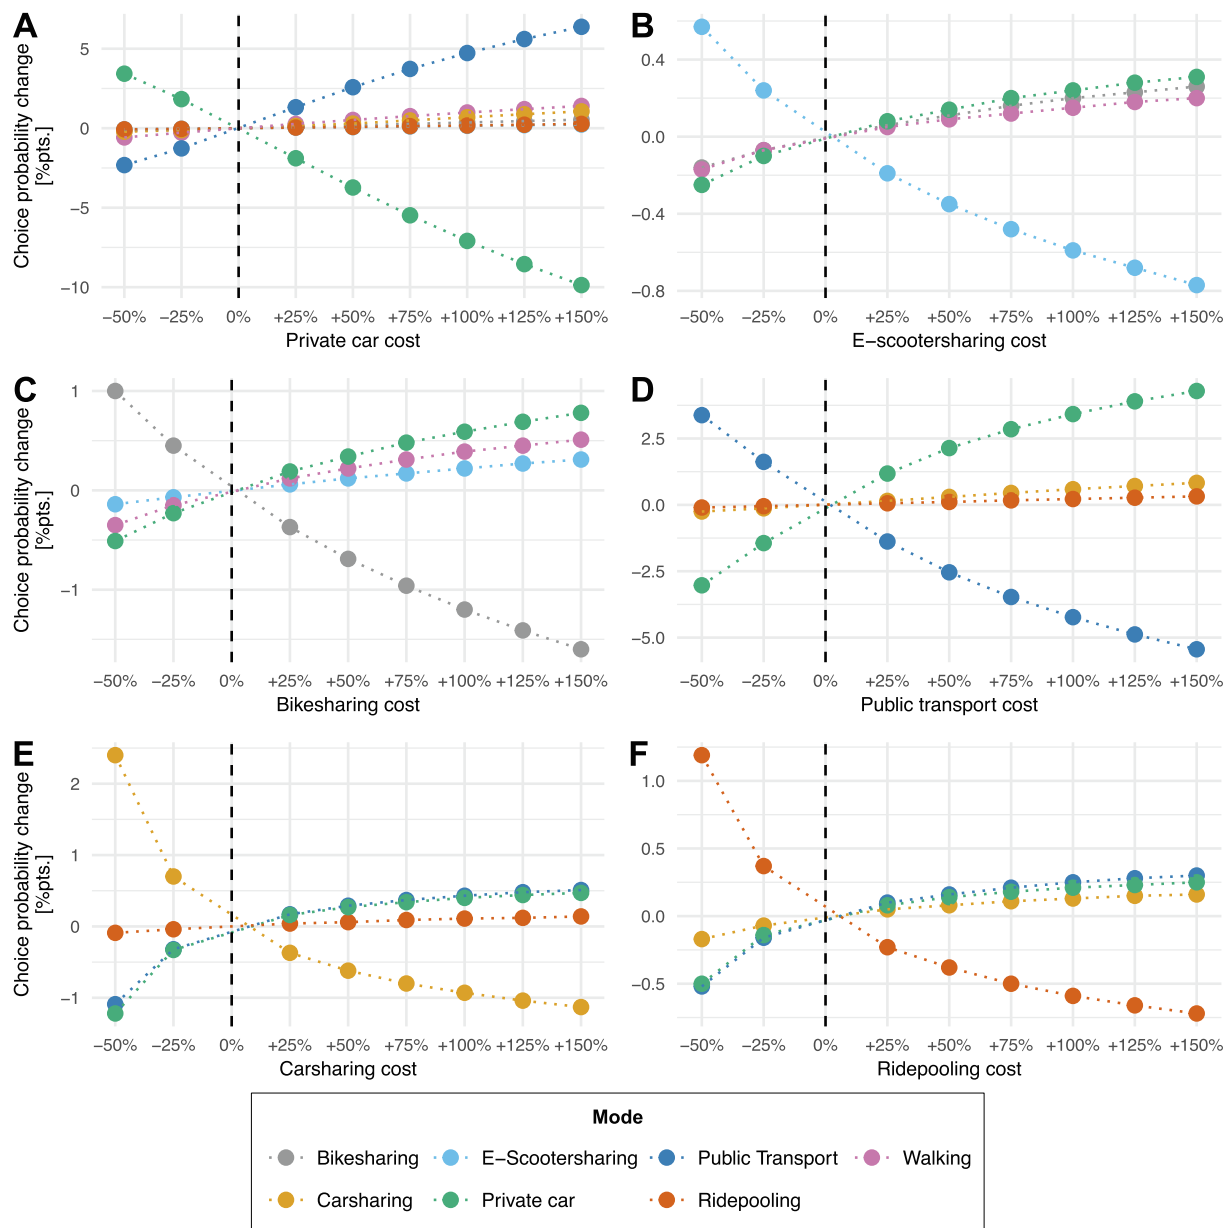 A
Choice probability change
[%pts.]
5
0
−5
−10
−50% −25% 0% +25% +50% +75% +100% +125% +150%
Private car cost
B
0.4
0.0
−0.4
−0.8
−50% −25% 0% +25% +50% +75% +100% +125% +150%
E−scootersharing cost
C
Choice probability change
[%pts.]
1
0
−1
−50% −25% 0% +25% +50% +75% +100% +125% +150%
Bikesharing cost
D
2.5
0.0
−2.5
−5.0
−50% −25% 0% +25% +50% +75% +100% +125% +150%
Public transport cost
E
Choice probability change
[%pts.]
2
1
0
−1
−50% −25% 0% +25% +50% +75% +100% +125% +150%
Carsharing cost
F
1.0
0.5
0.0
−0.5
−50% −25% 0% +25% +50% +75% +100% +125% +150%
Ridepooling cost
Mode
Bikesharing E−Scootersharing Public Transport Walking
Carsharing Private car Ridepooling